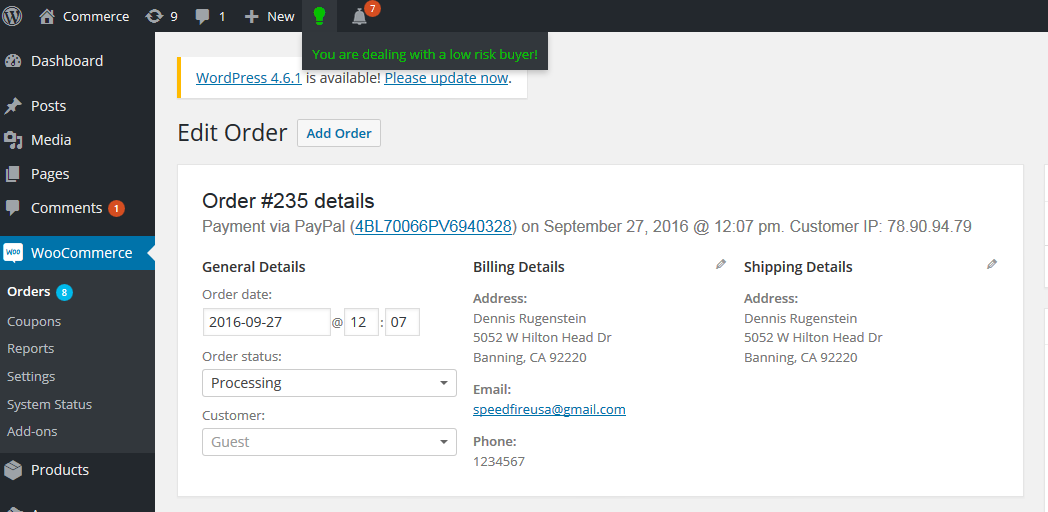 Commerce 9 1 New 7
You are dealing with a low risk buyer!
WordPress 4.6.1 is available! Please update now.
Dashboard
Posts
Media
Pages
Comments 1
WooCommerce
Orders 8
Coupons
Reports
Settings
System Status
Add-ons
Products
Edit Order Add Order
Order #235 details
Payment via PayPal (4BL70066PV6940328) on September 27, 2016 @ 12:07 pm. Customer IP: 78.90.94.79
General Details
Order date:
2016-09-27 @ 12 : 07
Order status:
Processing
Customer:
Guest
Billing Details
Address:
Dennis Rugenstein
5052 W Hilton Head Dr
Banning, CA 92220
Email:
speedfireusa@gmail.com
Phone:
1234567
Shipping Details
Address:
Dennis Rugenstein
5052 W Hilton Head Dr
Banning, CA 92220